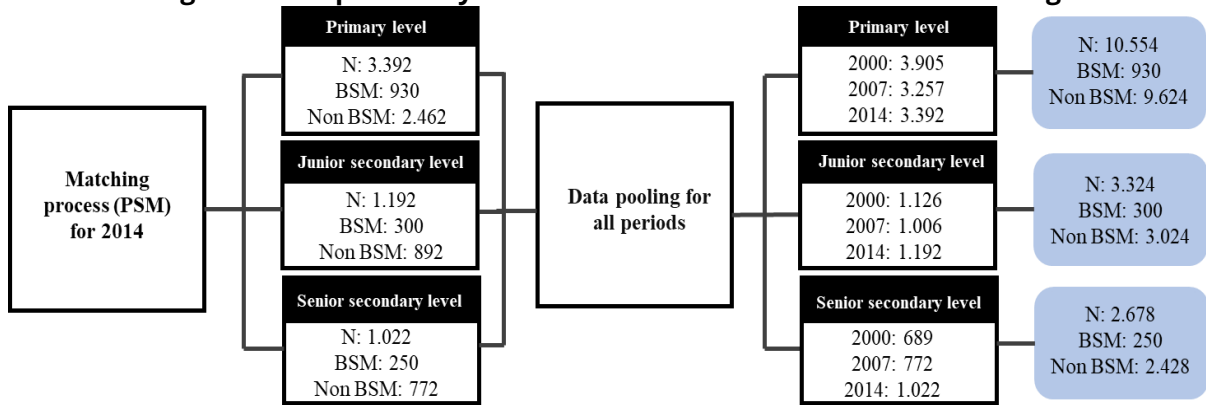 Matching
process (PSM)
for 2014
Primary level
N: 3.392
BSM: 930
Non BSM: 2.462
Junior secondary level
N: 1.192
BSM: 300
Non BSM: 892
Senior secondary level
N: 1.022
BSM: 250
Non BSM: 772
Data pooling for
all periods
Primary level
2000: 3.905
2007: 3.257
2014: 3.392
Junior secondary level
2000: 1.126
2007: 1.006
2014: 1.192
Senior secondary level
2000: 689
2007: 772
2014: 1.022
N: 10.554
BSM: 930
Non BSM: 9.624
N: 3.324
BSM: 300
Non BSM: 3.024
N: 2.678
BSM: 250
Non BSM: 2.428